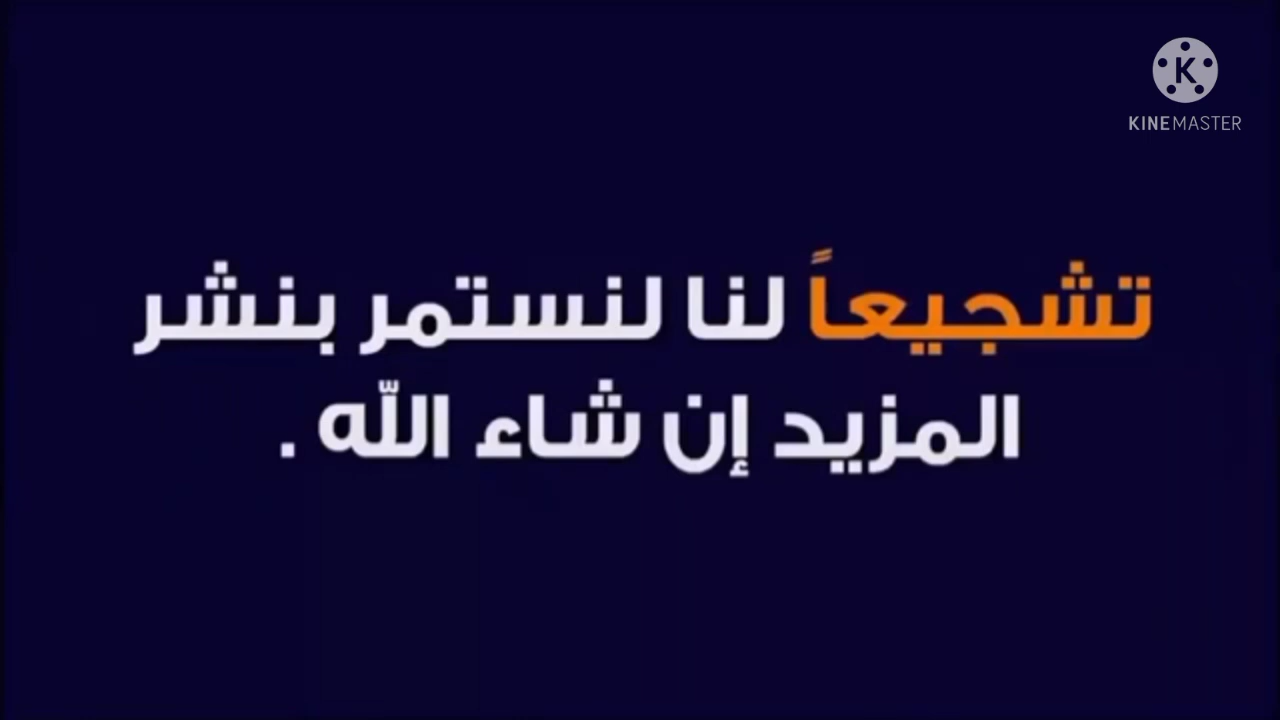 KINEMASTER
تشجيعاً لنا لنستمر بنشر
المزيد إن شاء الله .